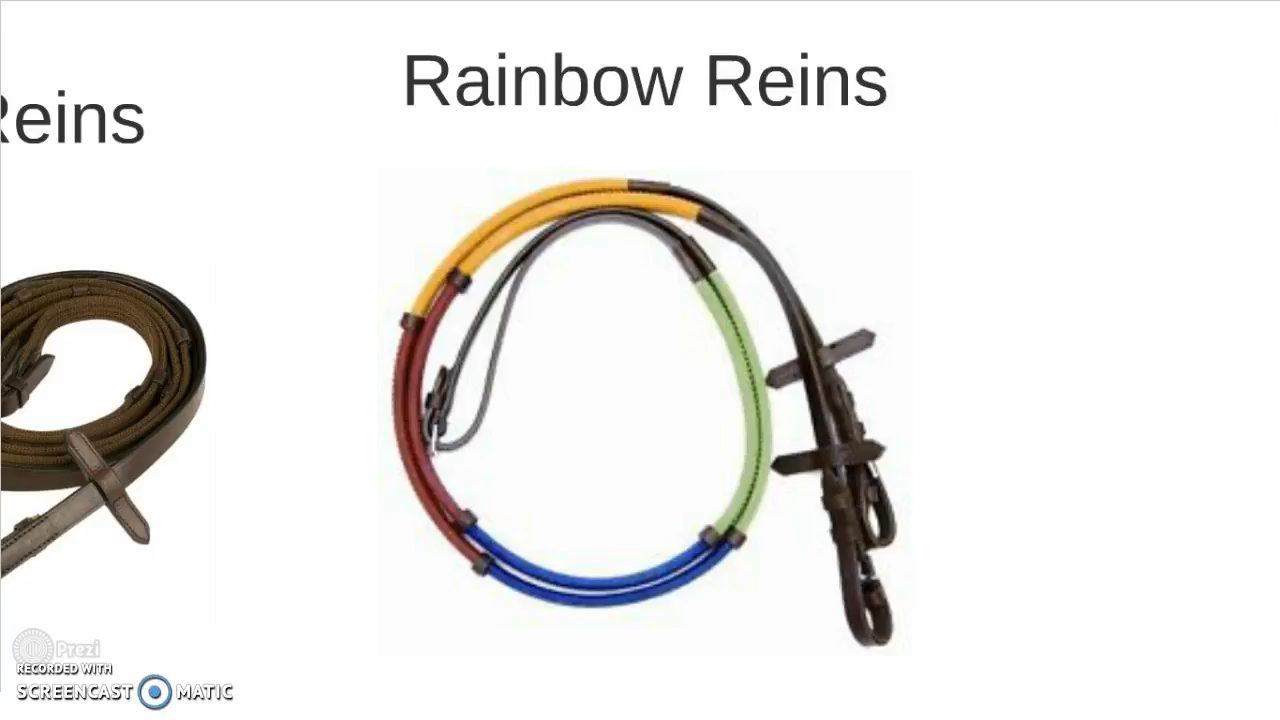 Rainbow Reins
Reins
Prezi
RECORDED WITH
SCREENCAST MATIC